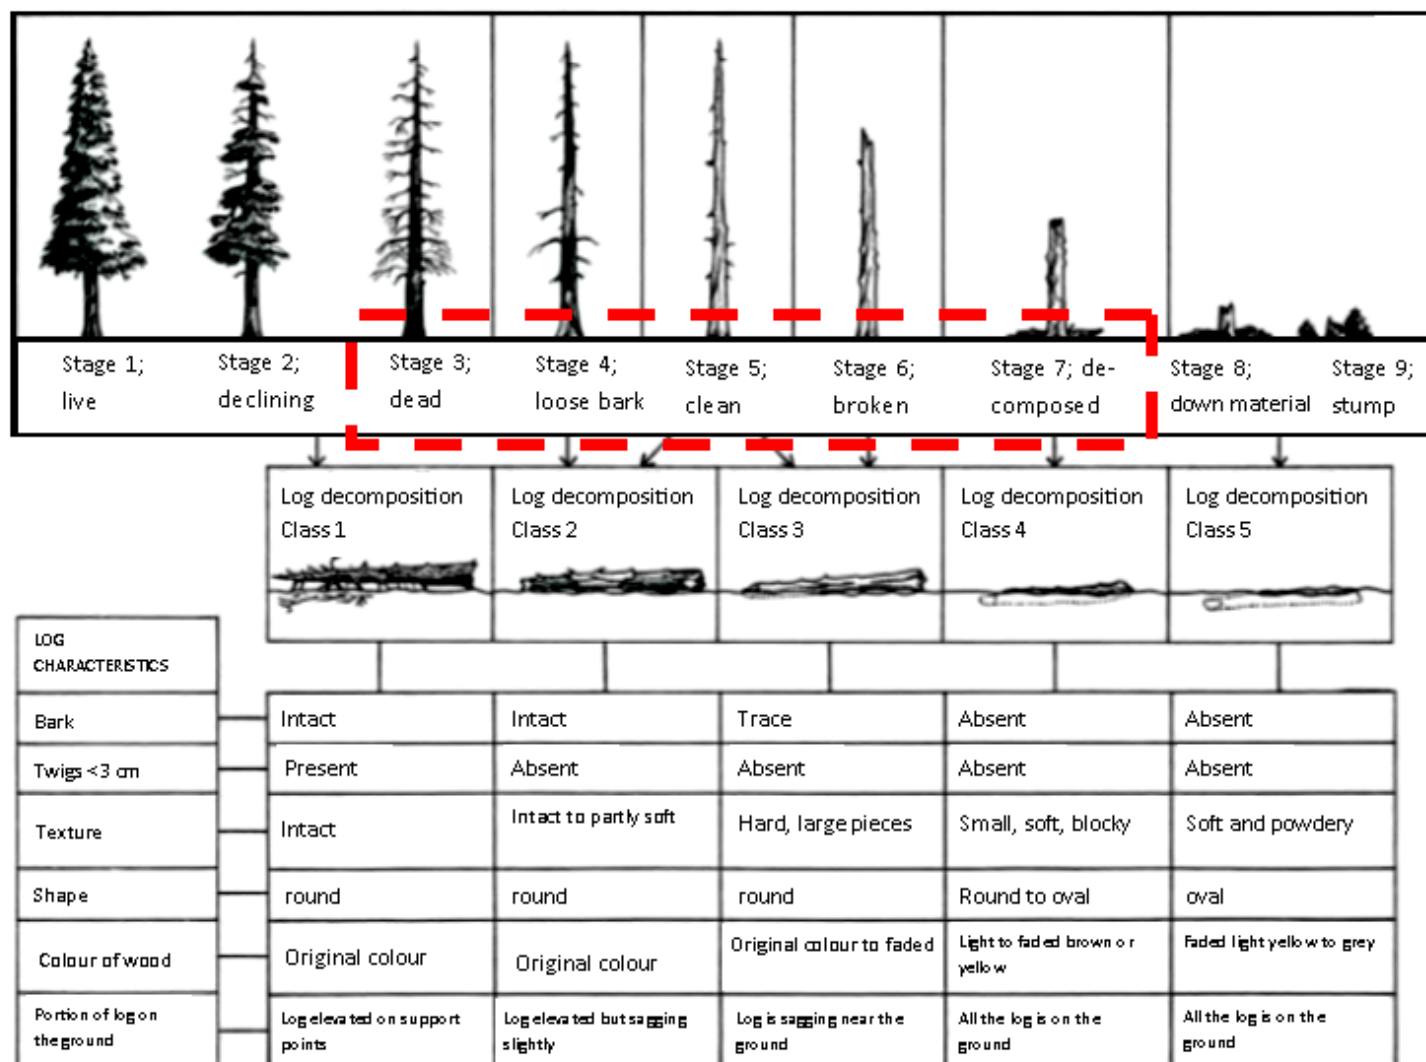 Stage 1;
live
Stage 2;
declining
Stage 3;
dead
Stage 4;
loose bark
Stage 5;
clean
Stage 6;
broken
Stage 7; de-
composed
Stage 8;
down material
Stage 9;
stump
Log decomposition
Class 1
Log decomposition
Class 2
Log decomposition
Class 3
Log decomposition
Class 4
Log decomposition
Class 5
LOG
CHARACTERISTICS
Bark
Intact
Intact
Trace
Absent
Absent
Twigs <3 cm
Present
Absent
Absent
Absent
Absent
Texture
Intact
Intact to partly soft
Hard, large pieces
Small, soft, blocky
Soft and powdery
Shape
round
round
round
Round to oval
oval
Colour of wood
Original colour
Original colour
Original colour to faded
Light to faded brown or
yellow
Faded light yellow to grey
Portion of log on
the ground
Log elevated on support
points
Log elevated but sagging
slightly
Log is sagging near the
ground
All the log is on the
ground
All the log is on the
ground